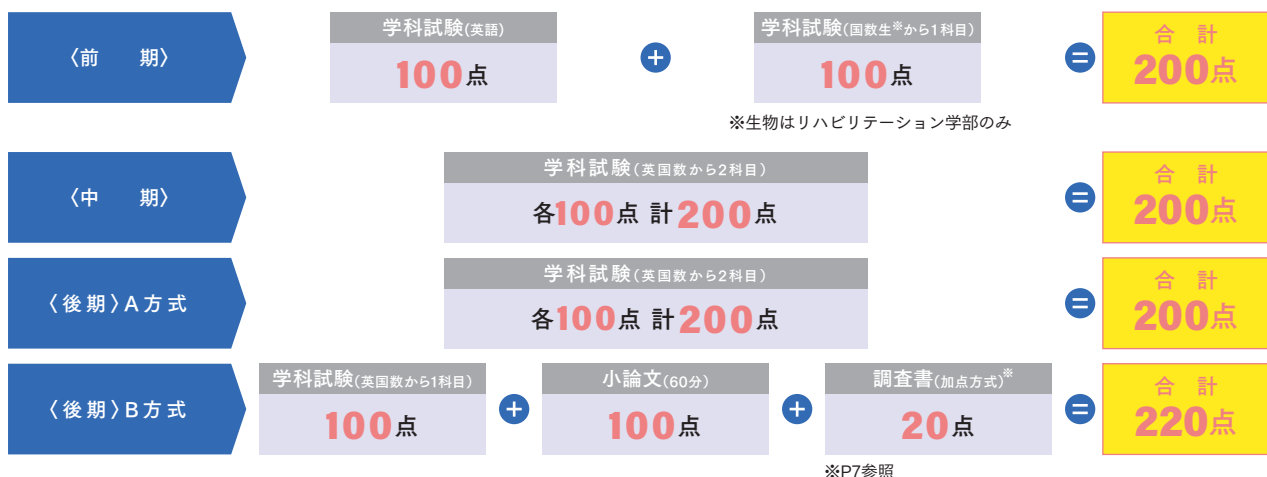 〈前　期〉
学科試験(英語)
100点
+
学科試験(国数生※から1科目)
100点
=
合計
200点
※生物はリハビリテーション学部のみ
〈中　期〉
学科試験(英国数から2科目)
各100点 計200点
=
合計
200点
〈後期〉A方式
学科試験(英国数から2科目)
各100点 計200点
=
合計
200点
〈後期〉B方式
学科試験(英国数から1科目)
100点
+
小論文(60分)
100点
+
調査書(加点方式)※
20点
=
合計
220点
※P7参照